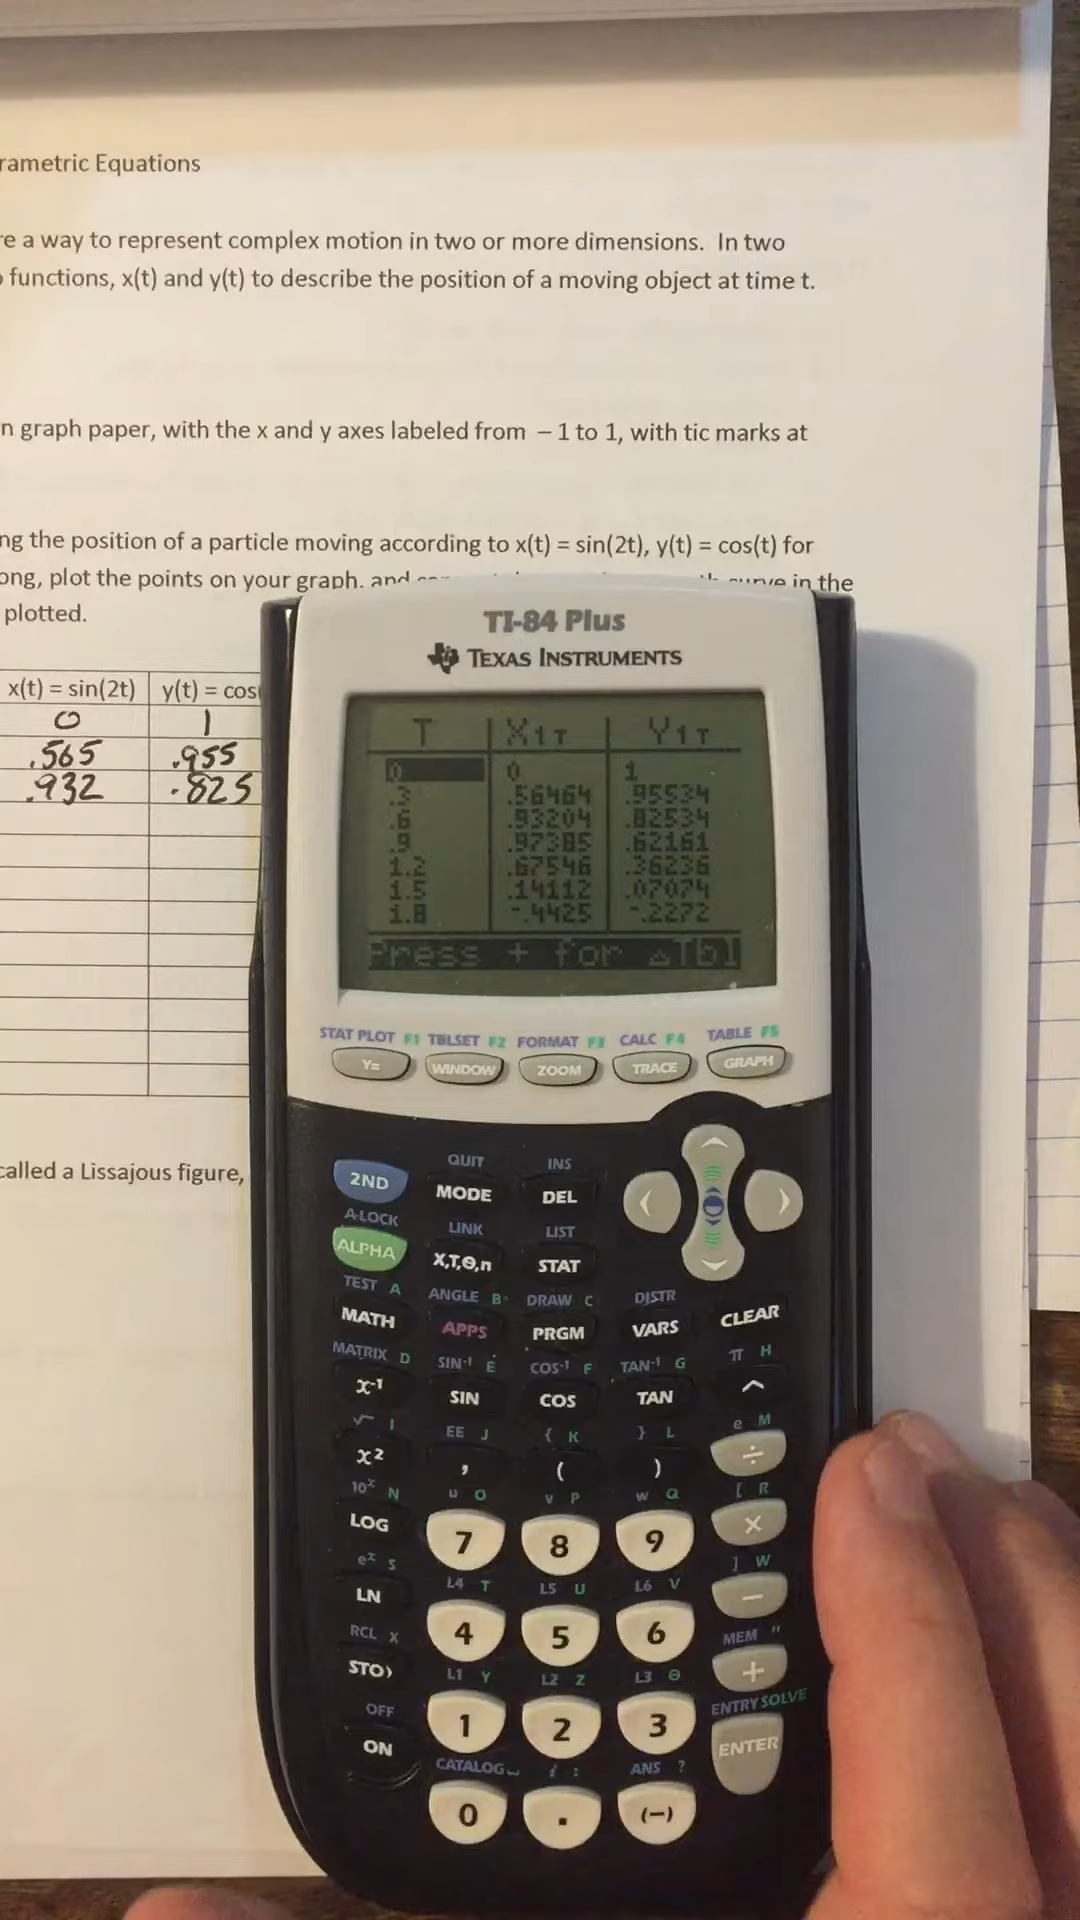 rametric Equations
re a way to represent complex motion in two or more dimensions. In two
functions, x(t) and y(t) to describe the position of a moving object at time t.
n graph paper, with the x and y axes labeled from − 1 to 1, with tic marks at
ng the position of a particle moving according to x(t) = sin(2t), y(t) = cos(t) for
ong, plot the points on your graph, and curve in the
plotted.
x(t) = sin(2t) y(t) = cos(
0 1
.565 .955
.932 .825
called a Lissajous figure,
TI-84 Plus
TEXAS INSTRUMENTS
T X1T Y1T
0 0 1
.3 .56464 .95534
.6 .93204 .82534
.9 .97385 .62161
1.2 .67546 .36236
1.5 .14112 .07074
1.8 -.4425 -.2272
Press + for △Tbl
STAT PLOT F1 TBLSET F2 FORMAT F3 CALC F4 TABLE F5
Y= WINDOW ZOOM TRACE GRAPH
QUIT INS
2ND MODE DEL
A-LOCK LINK LIST
ALPHA X,T,Θ,n STAT
TEST A ANGLE B DRAW C DISTR
MATH APPS PRGM VARS CLEAR
MATRIX D SIN-1 E COS-1 F TAN-1 G π H
x-1 SIN COS TAN ^
√ I EE J { K } L e M
x2 , ( ) ÷
10x N u O v P w Q [ R
LOG 7 8 9 ×
ex S L4 T L5 U L6 V ] W
LN 4 5 6 −
RCL X L1 Y L2 Z L3 Θ MEM "
STO› 1 2 3 +
OFF CATALOG i : ANS ? ENTRY SOLVE
ON 0 . (−) ENTER